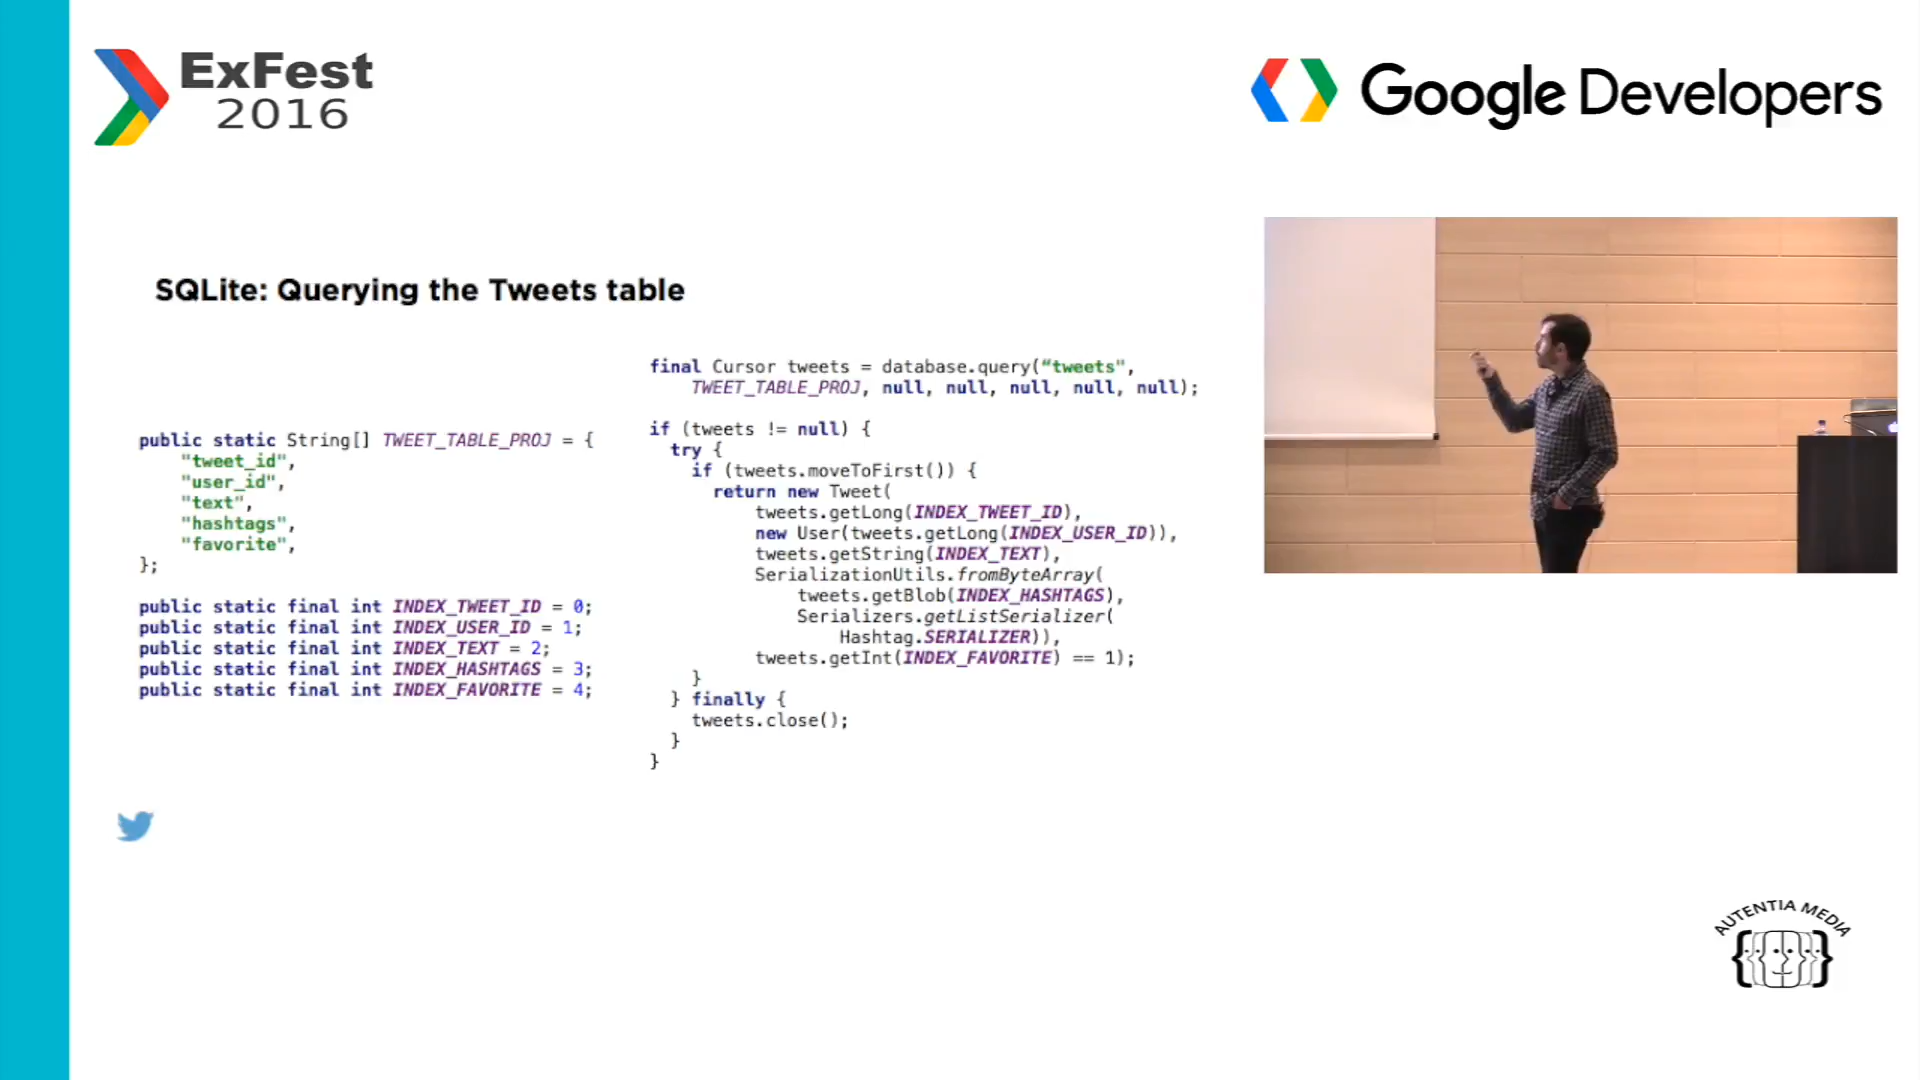 ExFest
2016
Google Developers
SQLite: Querying the Tweets table
public static String[] TWEET_TABLE_PROJ = {
"tweet_id",
"user_id",
"text",
"hashtags",
"favorite",
};
public static final int INDEX_TWEET_ID = 0;
public static final int INDEX_USER_ID = 1;
public static final int INDEX_TEXT = 2;
public static final int INDEX_HASHTAGS = 3;
public static final int INDEX_FAVORITE = 4;
final Cursor tweets = database.query(“tweets",
TWEET_TABLE_PROJ, null, null, null, null, null);
if (tweets != null) {
try {
if (tweets.moveToFirst()) {
return new Tweet(
tweets.getLong(INDEX_TWEET_ID),
new User(tweets.getLong(INDEX_USER_ID)),
tweets.getString(INDEX_TEXT),
SerializationUtils.fromByteArray(
tweets.getBlob(INDEX_HASHTAGS),
Serializers.getListSerializer(
Hashtag.SERIALIZER)),
tweets.getInt(INDEX_FAVORITE) == 1);
}
} finally {
tweets.close();
}
}
AUTENTIA MEDIA